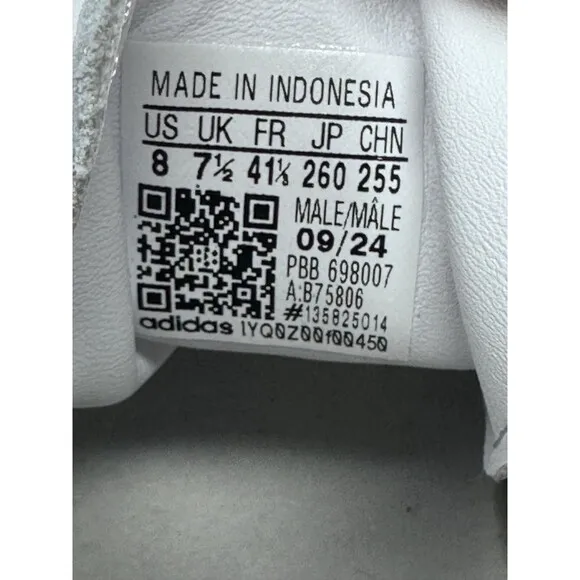 MADE IN INDONESIA
US UK FR JP CHN
8 7½ 41⅓ 260 255
MALE/MÂLE
09/24
PBB 698007
A:B75806
#135825014
adidas 1YQ0Z00f00450